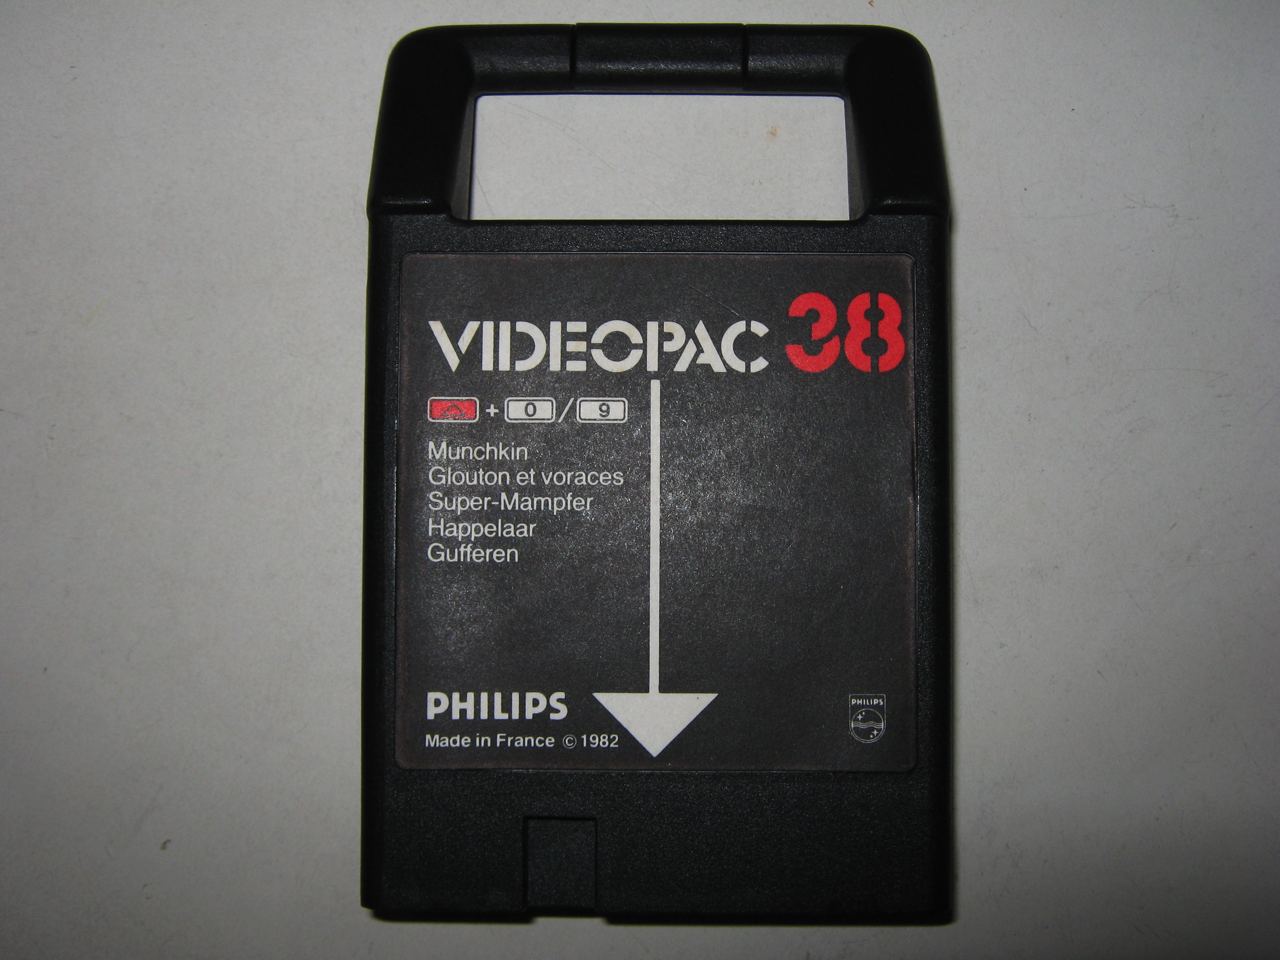 VIDEOPAC 38
+ 0 / 9
Munchkin
Glouton et voraces
Super-Mampfer
Happelaar
Gufferen
PHILIPS
Made in France © 1982
PHILIPS